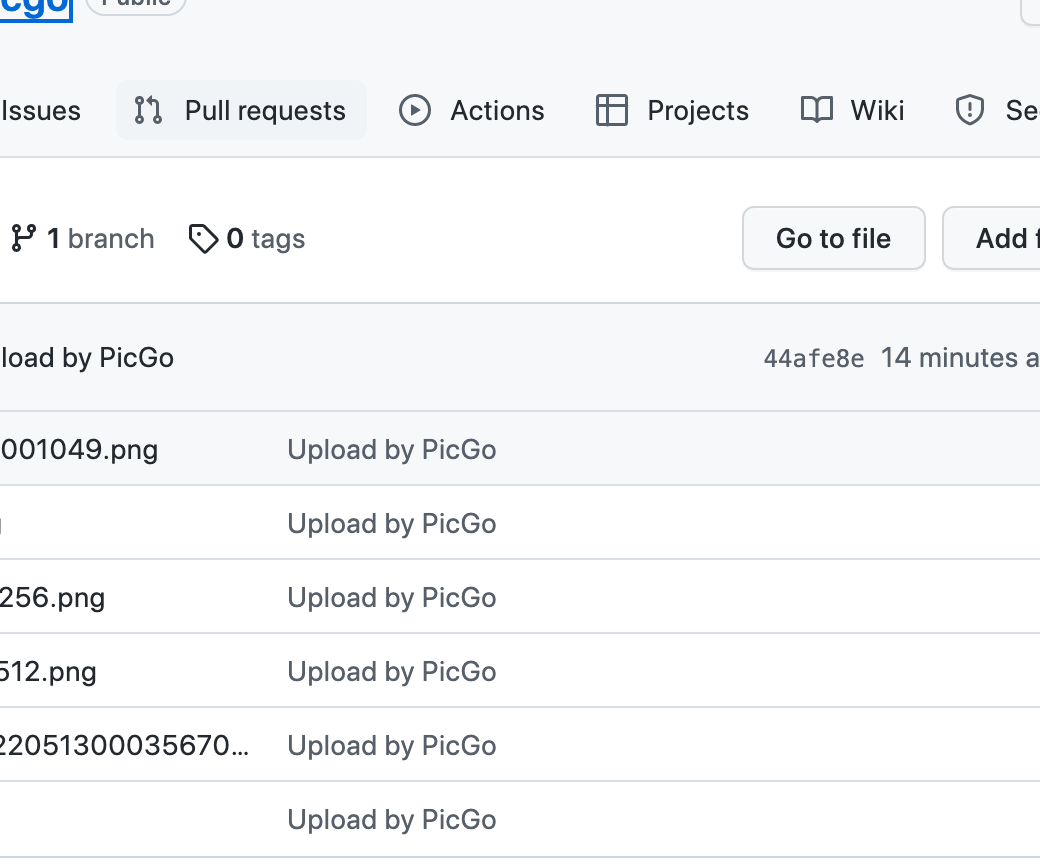 cgo Public
Issues Pull requests Actions Projects Wiki Se
1 branch 0 tags Go to file Add f
load by PicGo 44afe8e 14 minutes a
001049.png Upload by PicGo
Upload by PicGo
256.png Upload by PicGo
512.png Upload by PicGo
22051300035670... Upload by PicGo
Upload by PicGo